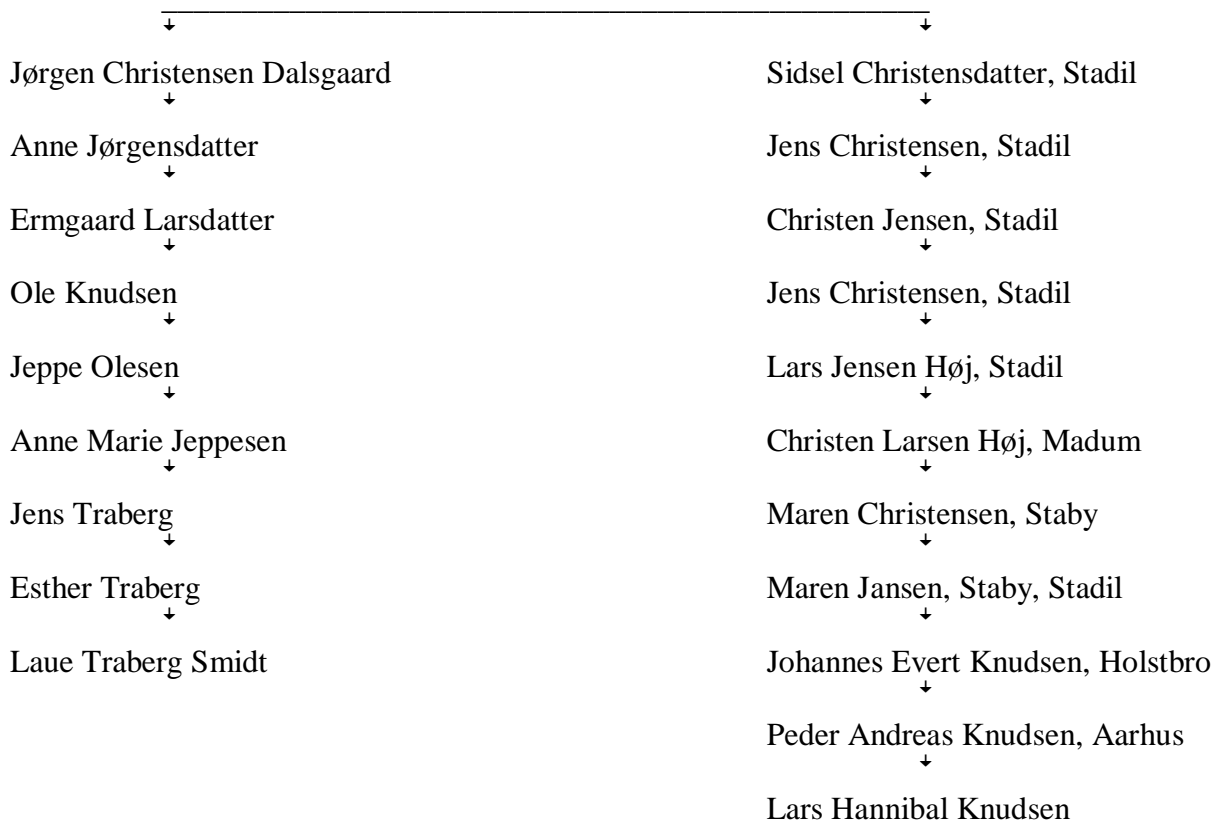 Jørgen Christensen Dalsgaard Sidsel Christensdatter, Stadil
Anne Jørgensdatter Jens Christensen, Stadil
Ermgaard Larsdatter Christen Jensen, Stadil
Ole Knudsen Jens Christensen, Stadil
Jeppe Olesen Lars Jensen Høj, Stadil
Anne Marie Jeppesen Christen Larsen Høj, Madum
Jens Traberg Maren Christensen, Staby
Esther Traberg Maren Jansen, Staby, Stadil
Laue Traberg Smidt Johannes Evert Knudsen, Holstbro
Peder Andreas Knudsen, Aarhus
Lars Hannibal Knudsen